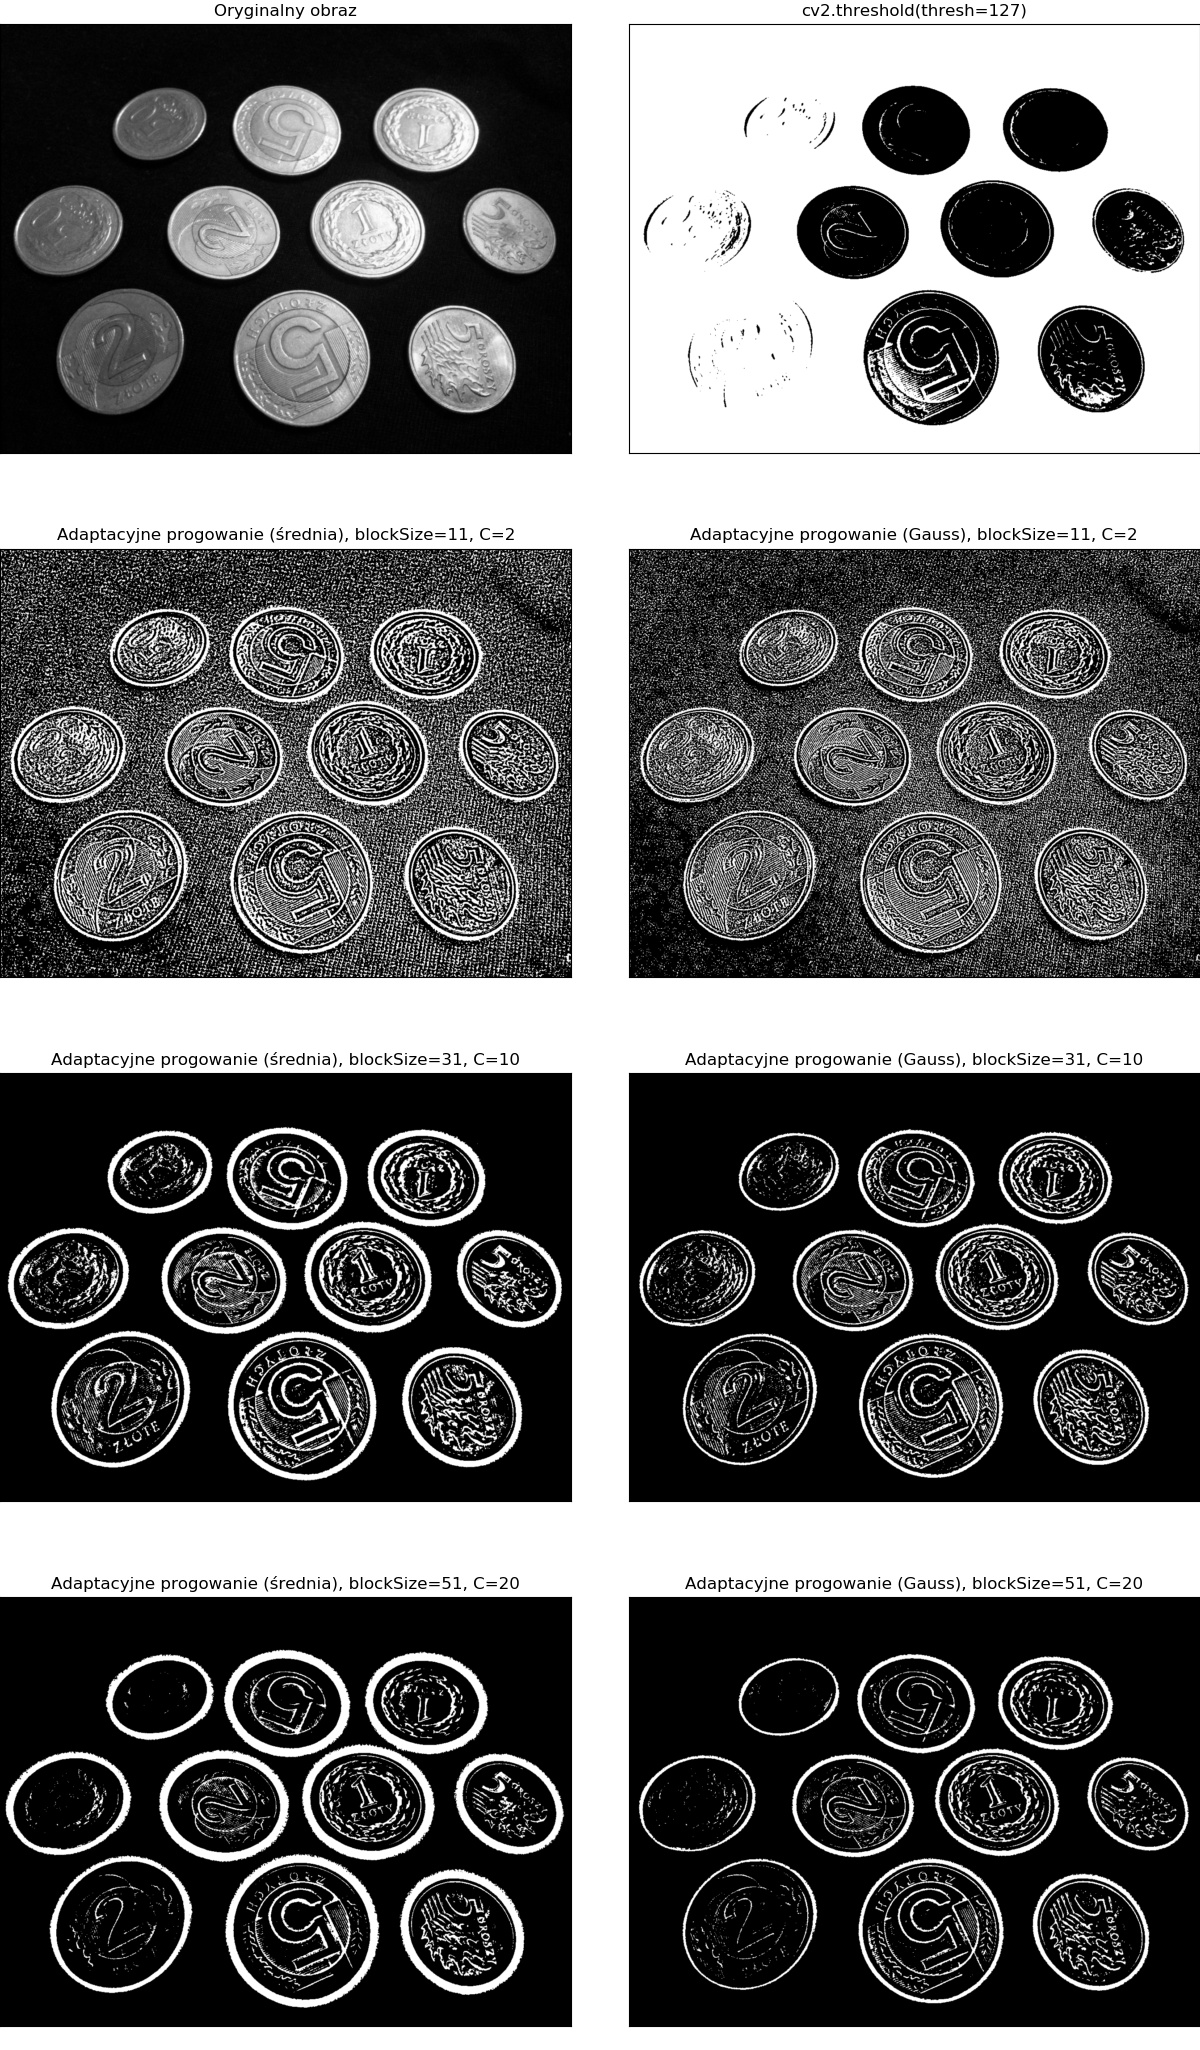 Oryginalny obraz
cv2.threshold(thresh=127)
Adaptacyjne progowanie (średnia), blockSize=11, C=2
Adaptacyjne progowanie (Gauss), blockSize=11, C=2
Adaptacyjne progowanie (średnia), blockSize=31, C=10
Adaptacyjne progowanie (Gauss), blockSize=31, C=10
Adaptacyjne progowanie (średnia), blockSize=51, C=20
Adaptacyjne progowanie (Gauss), blockSize=51, C=20